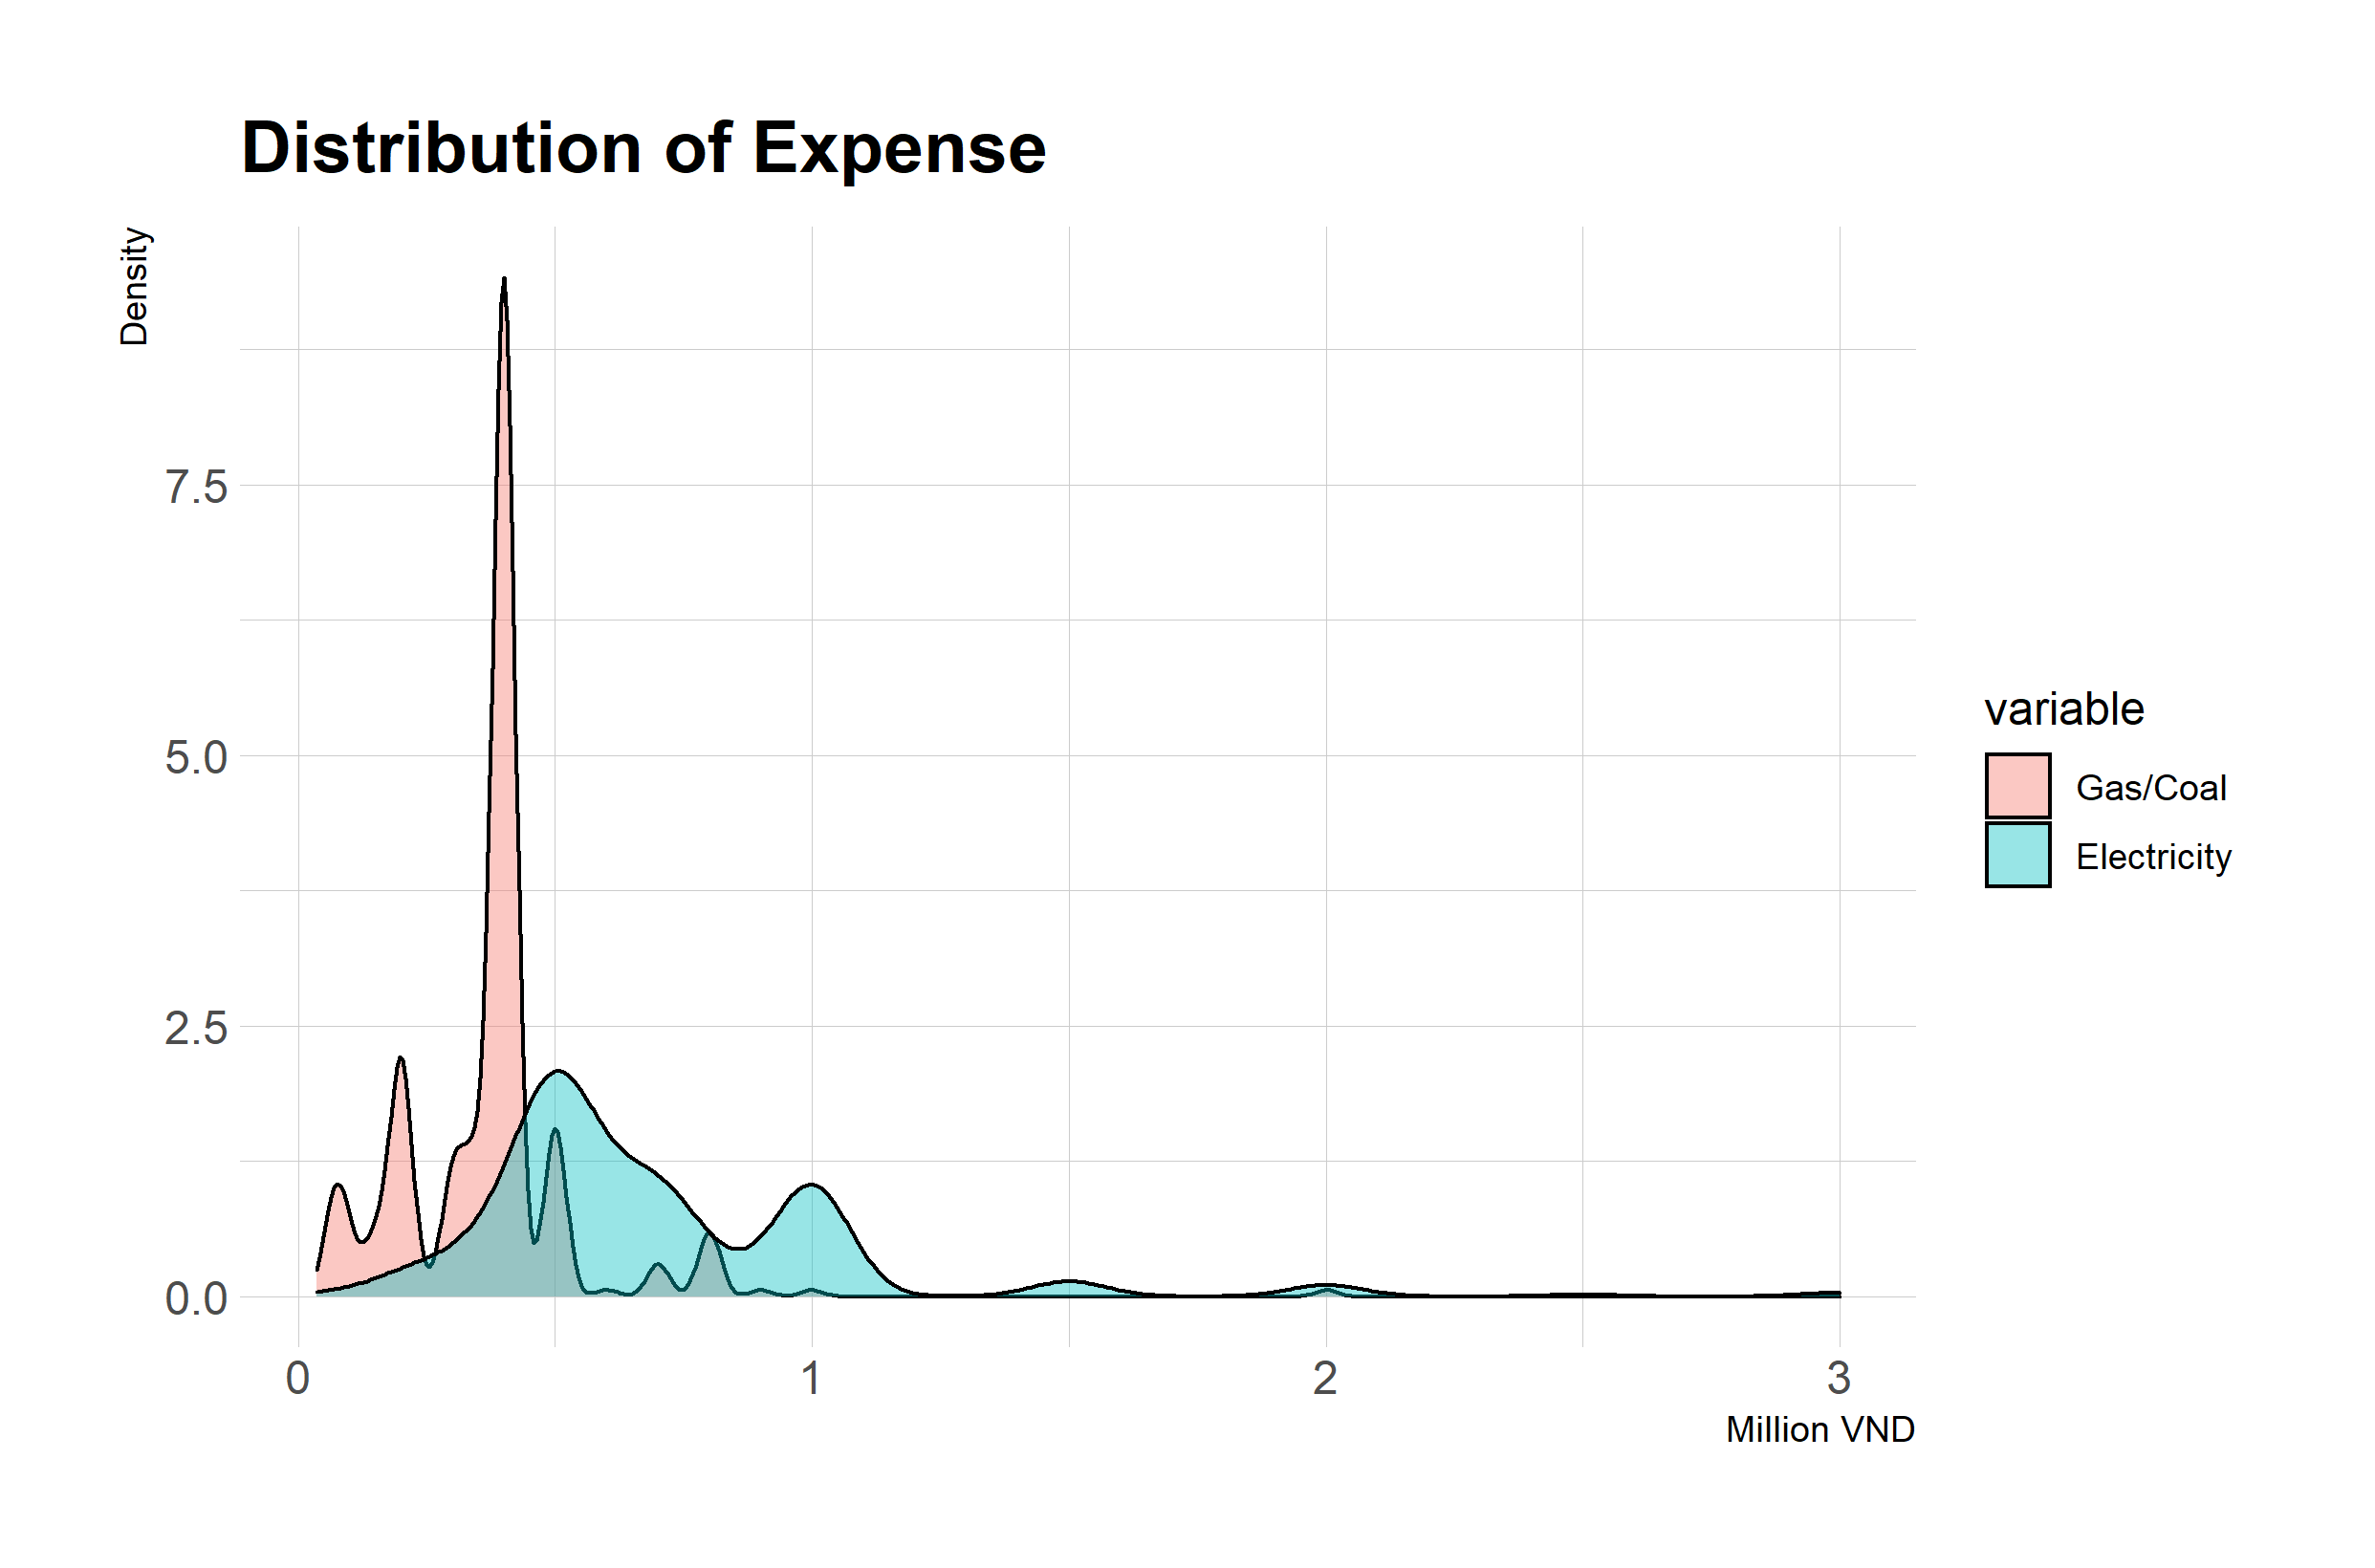 Distribution of Expense
Density
7.5
5.0
2.5
0.0
0
1
2
3
Million VND
variable
Gas/Coal
Electricity